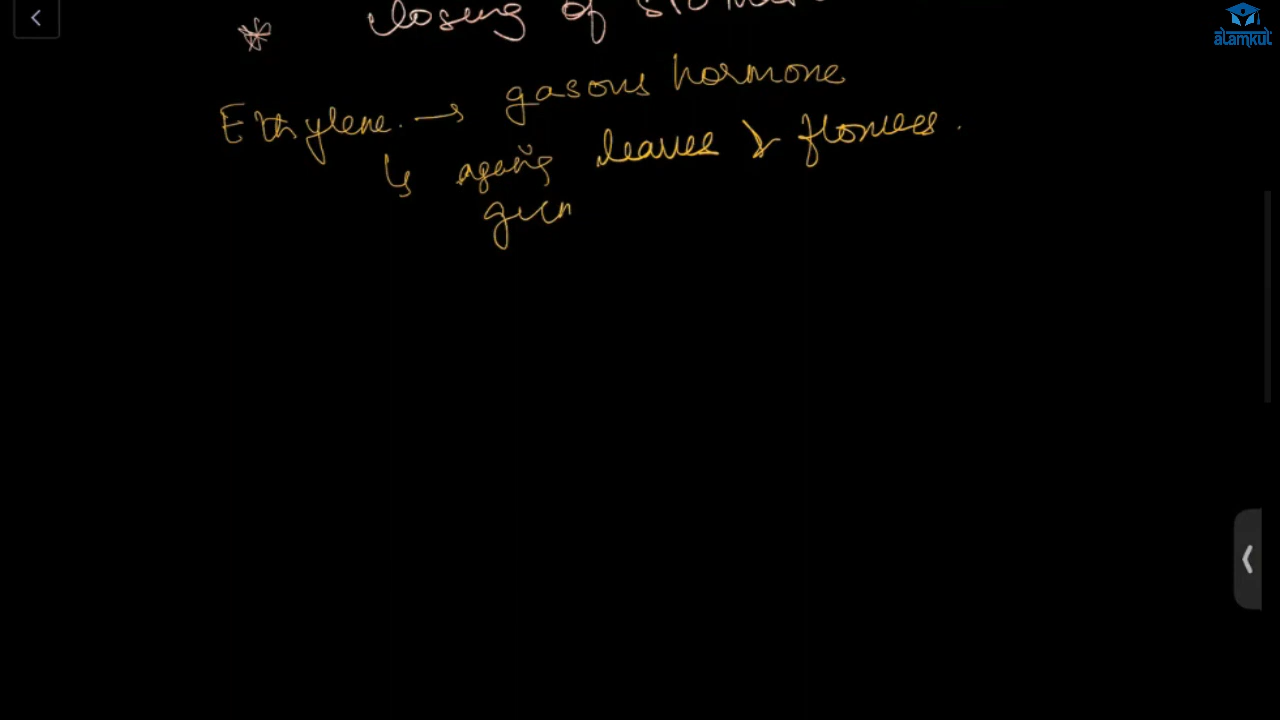 * closing of
Ethylene. → gasous hormone
↳ ageing leaves & flowers.
alamkul